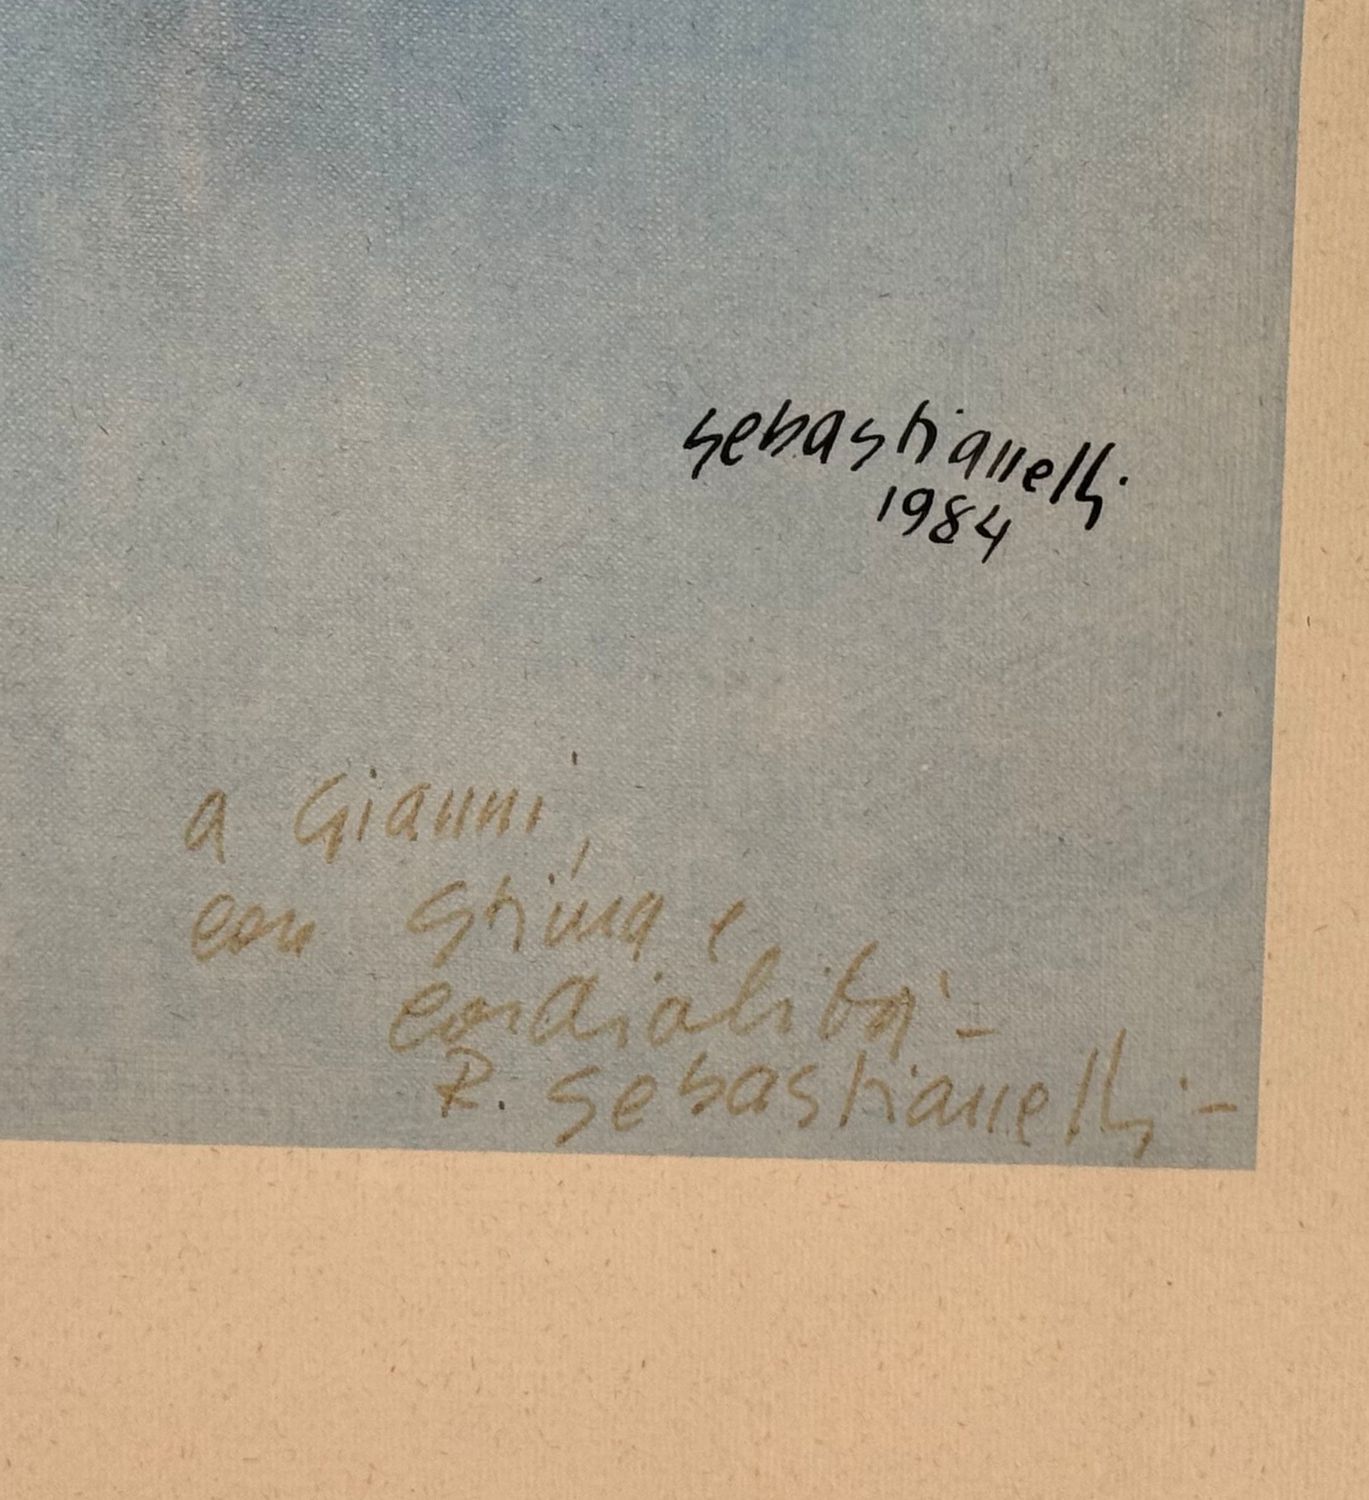 Sebastianelli.
1984
a Gianni,
con stima e
cordialità -
R. Sebastianelli -